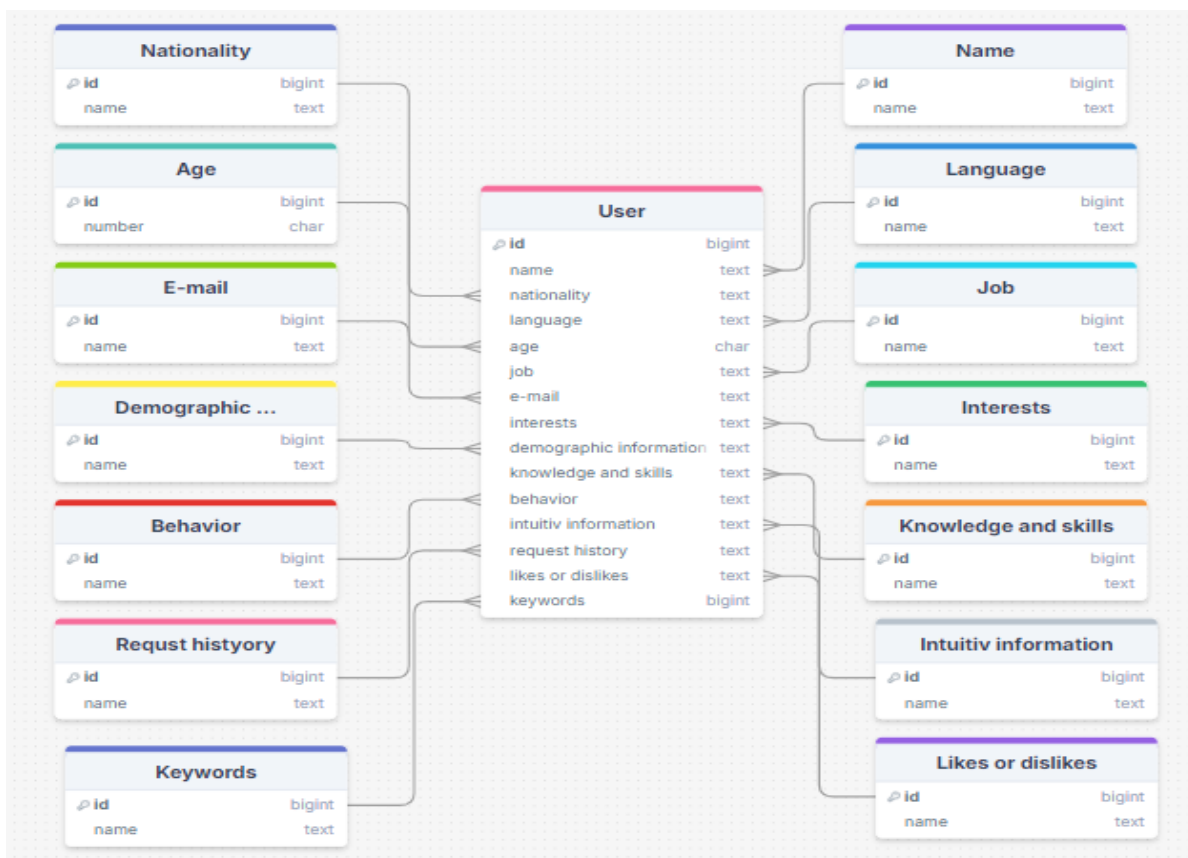 Nationality
id bigint
name text
Age
id bigint
number char
E-mail
id bigint
name text
Demographic ...
id bigint
name text
Behavior
id bigint
name text
Requst histyory
id bigint
name text
Keywords
id bigint
name text
User
id bigint
name text
nationality text
language text
age char
job text
e-mail text
interests text
demographic information text
knowledge and skills text
behavior text
intuitiv information text
request history text
likes or dislikes text
keywords bigint
Name
id bigint
name text
Language
id bigint
name text
Job
id bigint
name text
Interests
id bigint
name text
Knowledge and skills
id bigint
name text
Intuitiv information
id bigint
name text
Likes or dislikes
id bigint
name text